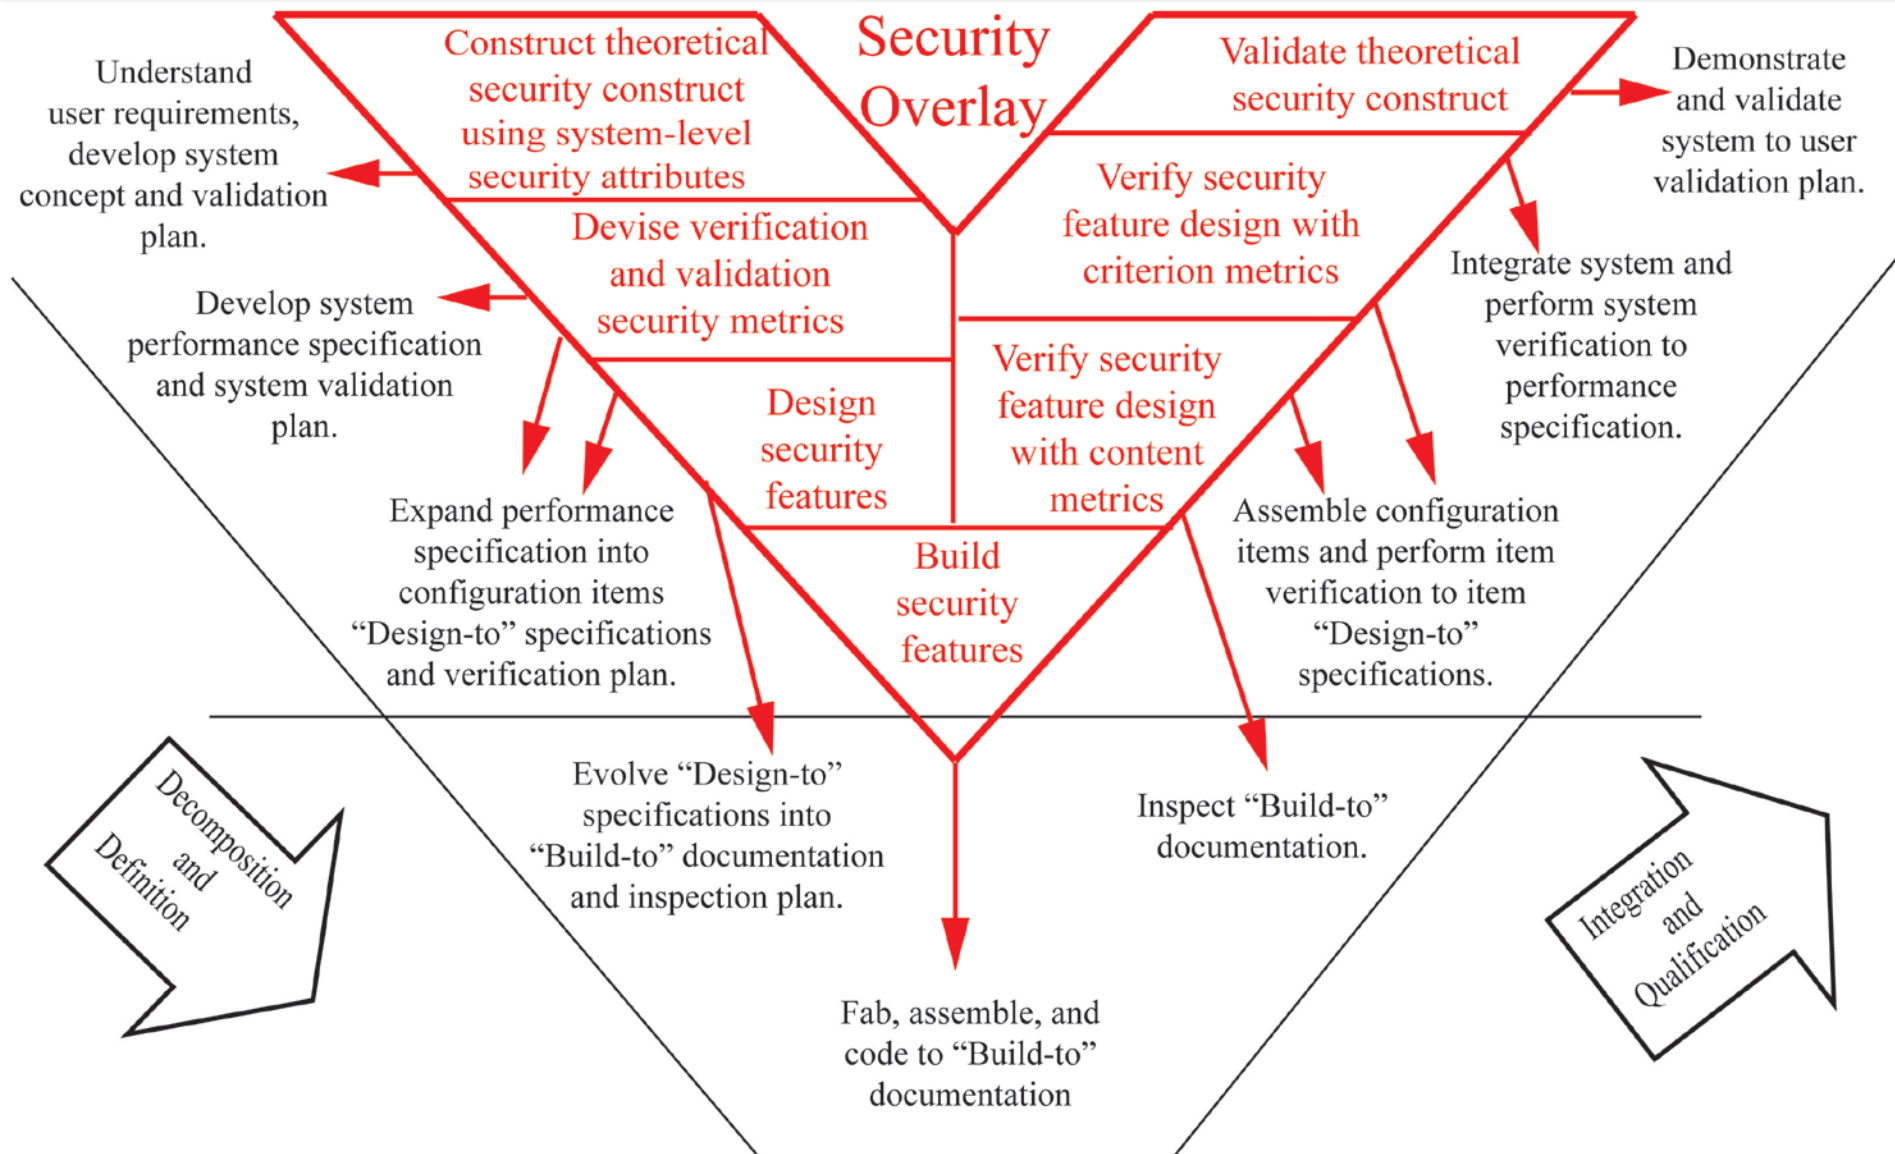 Security
Overlay
Construct theoretical
security construct
using system-level
security attributes
Validate theoretical
security construct
Understand
user requirements,
develop system
concept and validation
plan.
Demonstrate
and validate
system to user
validation plan.
Devise verification
and validation
security metrics
Verify security
feature design with
criterion metrics
Develop system
performance specification
and system validation
plan.
Integrate system and
perform system
verification to
performance
specification.
Design
security
features
Verify security
feature design
with content
metrics
Expand performance
specification into
configuration items
“Design-to” specifications
and verification plan.
Build
security
features
Assemble configuration
items and perform item
verification to item
“Design-to”
specifications.
Decomposition
and
Definition
Evolve “Design-to”
specifications into
“Build-to” documentation
and inspection plan.
Inspect “Build-to”
documentation.
Integration
and
Qualification
Fab, assemble, and
code to “Build-to”
documentation